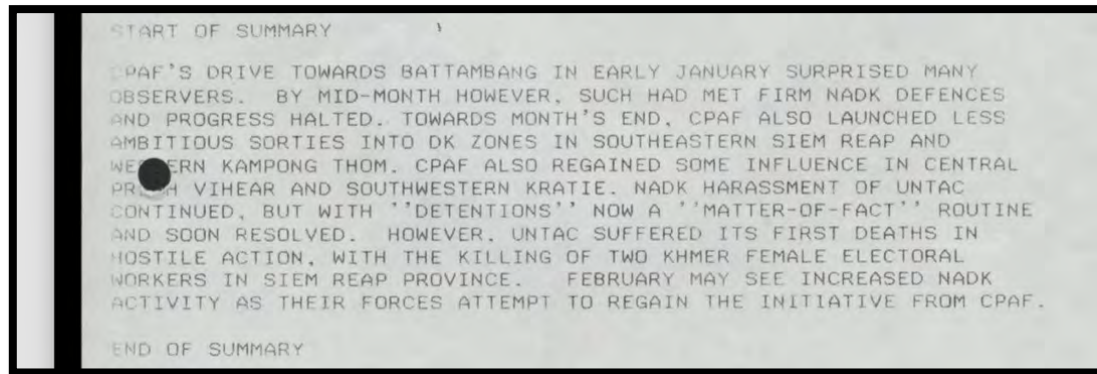 START OF SUMMARY
CPAF'S DRIVE TOWARDS BATTAMBANG IN EARLY JANUARY SURPRISED MANY
OBSERVERS. BY MID-MONTH HOWEVER, SUCH HAD MET FIRM NADK DEFENCES
AND PROGRESS HALTED. TOWARDS MONTH'S END, CPAF ALSO LAUNCHED LESS
AMBITIOUS SORTIES INTO DK ZONES IN SOUTHEASTERN SIEM REAP AND
WESTERN KAMPONG THOM. CPAF ALSO REGAINED SOME INFLUENCE IN CENTRAL
PREAH VIHEAR AND SOUTHWESTERN KRATIE. NADK HARASSMENT OF UNTAC
CONTINUED, BUT WITH ''DETENTIONS'' NOW A ''MATTER-OF-FACT'' ROUTINE
AND SOON RESOLVED. HOWEVER, UNTAC SUFFERED ITS FIRST DEATHS IN
HOSTILE ACTION, WITH THE KILLING OF TWO KHMER FEMALE ELECTORAL
WORKERS IN SIEM REAP PROVINCE. FEBRUARY MAY SEE INCREASED NADK
ACTIVITY AS THEIR FORCES ATTEMPT TO REGAIN THE INITIATIVE FROM CPAF.
END OF SUMMARY